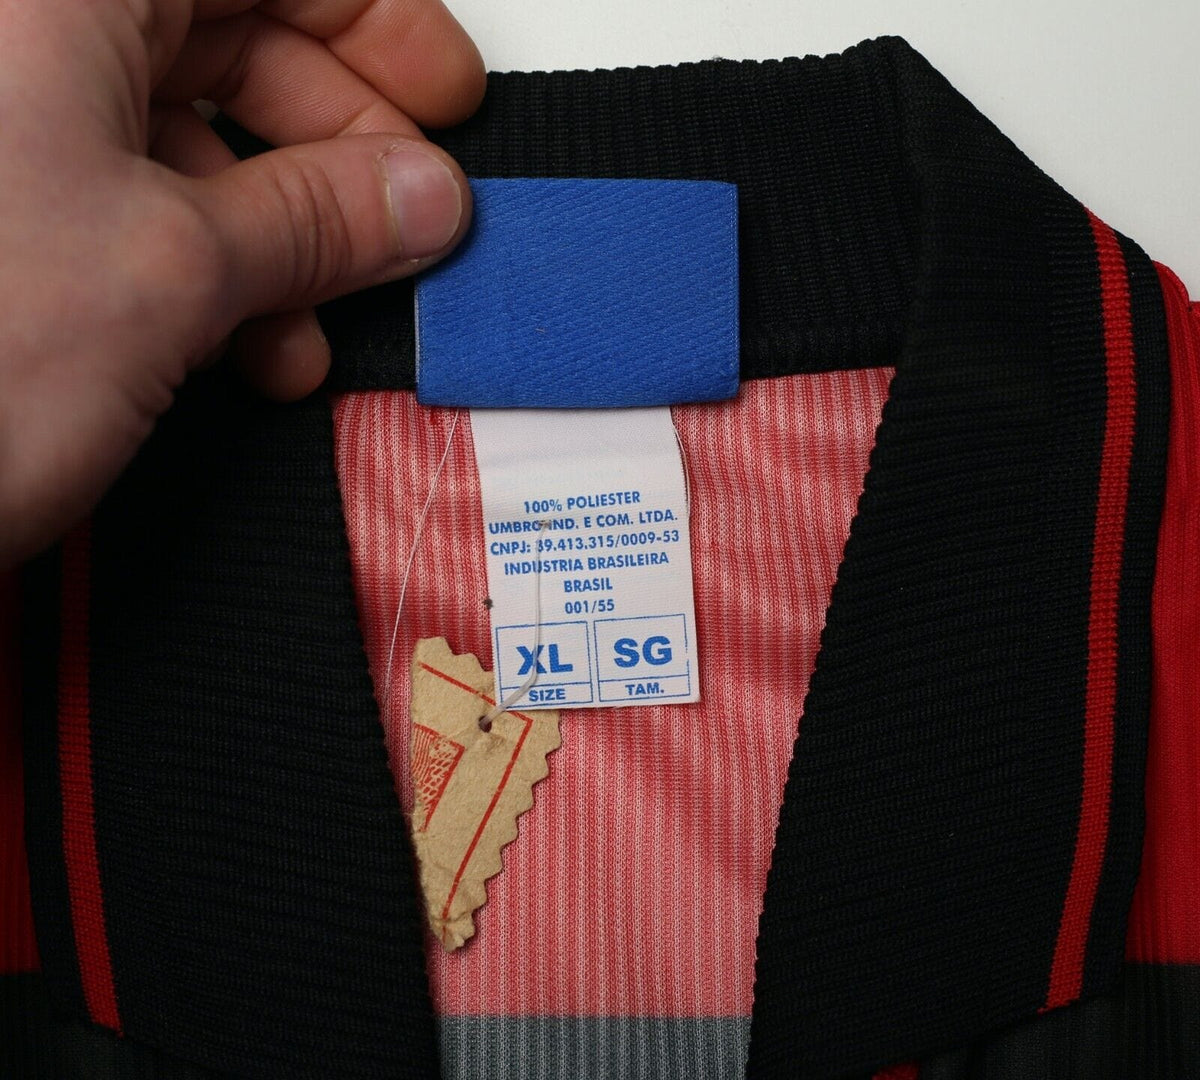 100% POLIESTER
UMBRO IND. E COM. LTDA.
CNPJ: 39.413.315/0009-53
INDUSTRIA BRASILEIRA
BRASIL
001/55
XL SG
SIZE TAM.